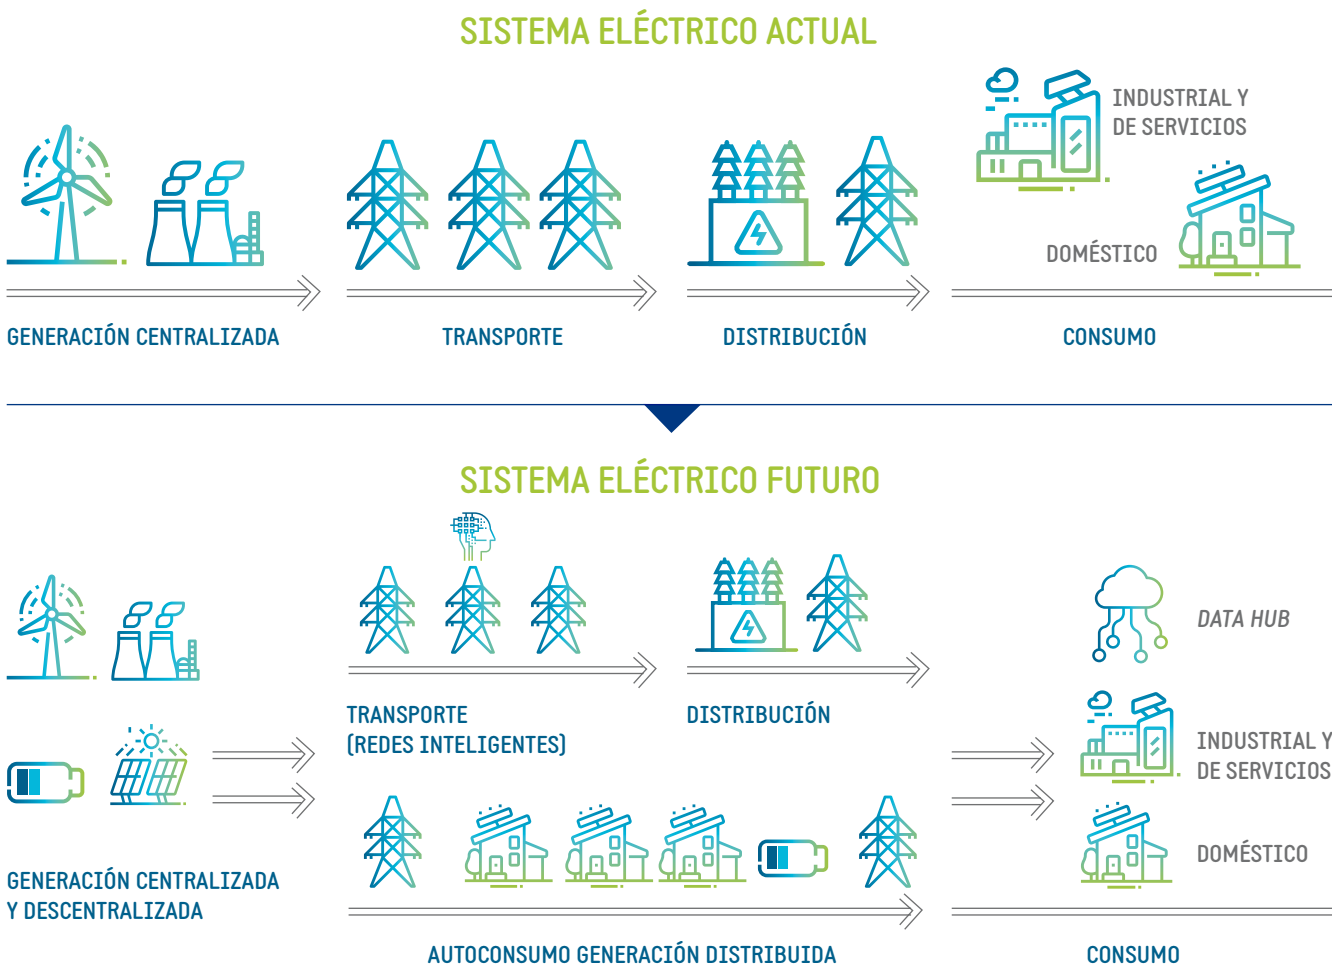 SISTEMA ELÉCTRICO ACTUAL
INDUSTRIAL Y
DE SERVICIOS
DOMÉSTICO
GENERACIÓN CENTRALIZADA
TRANSPORTE
DISTRIBUCIÓN
CONSUMO
SISTEMA ELÉCTRICO FUTURO
DATA HUB
TRANSPORTE
(REDES INTELIGENTES)
DISTRIBUCIÓN
INDUSTRIAL Y
DE SERVICIOS
DOMÉSTICO
GENERACIÓN CENTRALIZADA
Y DESCENTRALIZADA
AUTOCONSUMO GENERACIÓN DISTRIBUIDA
CONSUMO